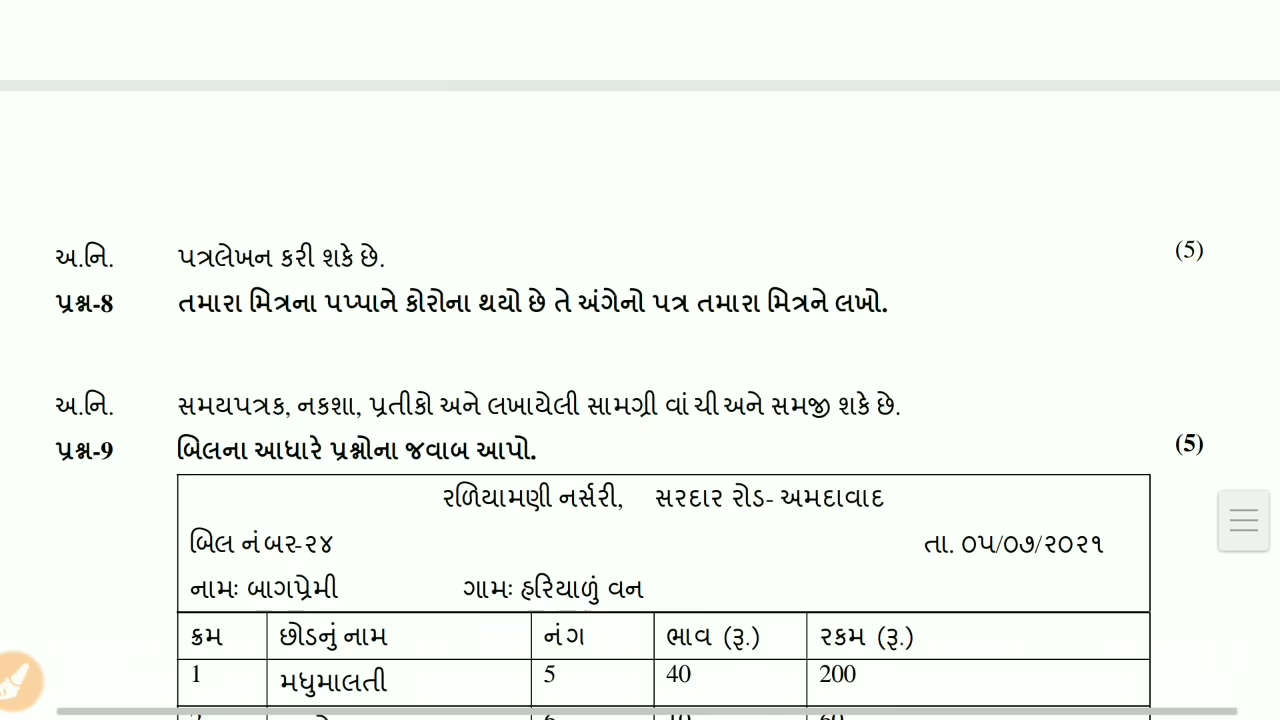 અ.નિ. પત્રલેખન કરી શકે છે. (5)
પ્રશ્ન-8 તમારા મિત્રના પપ્પાને કોરોના થયો છે તે અંગેનો પત્ર તમારા મિત્રને લખો.
અ.નિ. સમયપત્રક, નકશા, પ્રતીકો અને લખાયેલી સામગ્રી વાંચી અને સમજી શકે છે.
પ્રશ્ન-9 બિલના આધારે પ્રશ્નોના જવાબ આપો. (5)
રળિયામણી નર્સરી, સરદાર રોડ- અમદાવાદ
બિલ નંબર-૨૪ તા. ૦૫/૦૭/૨૦૨૧
નામઃ બાગપ્રેમી ગામઃ હરિયાળું વન
ક્રમ છોડનું નામ નંગ ભાવ (રૂ.) રકમ (રૂ.)
1 મધુમાલતી 5 40 200